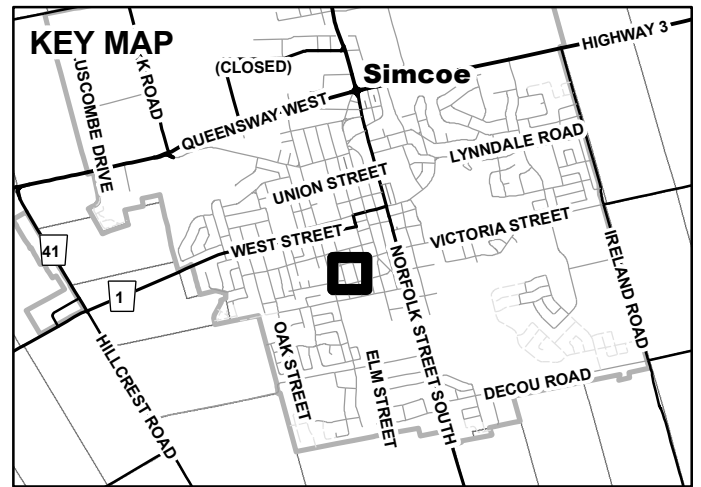 KEY MAP
USCOMBE DRIVE
K ROAD
(CLOSED)
Simcoe
HIGHWAY 3
QUEENSWAY WEST
LYNNDALE ROAD
UNION STREET
WEST STREET
VICTORIA STREET
41
1
HILLCREST ROAD
OAK STREET
ELM STREET
NORFOLK STREET SOUTH
IRELAND ROAD
DECOU ROAD